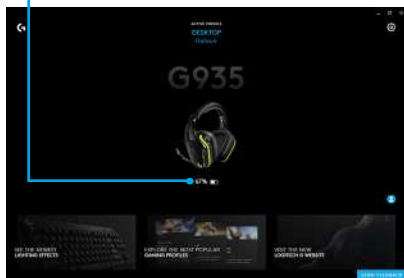 ACTIVE PROFILE
DESKTOP
Default
G935
67%
SEE THE NEWEST
LIGHTING EFFECTS
EXPLORE THE MOST POPULAR
GAMING PROFILES
VISIT THE NEW
LOGITECH G WEBSITE
SEND FEEDBACK